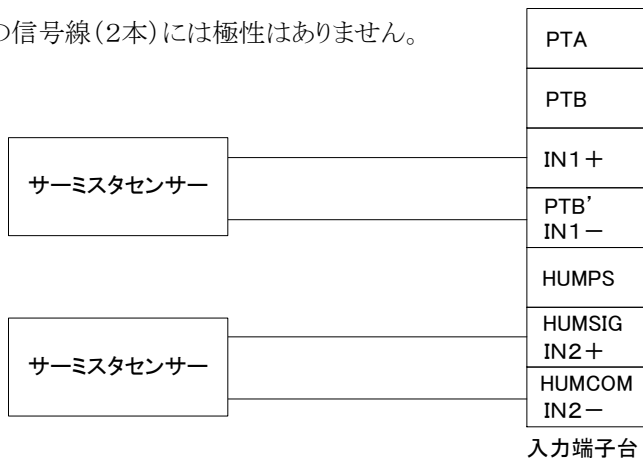 の信号線(2本)には極性はありません。
PTA
PTB
IN1+
PTB'
IN1-
HUMPS
HUMSIG
IN2+
HUMCOM
IN2-
入力端子台
サーミスタセンサー
サーミスタセンサー